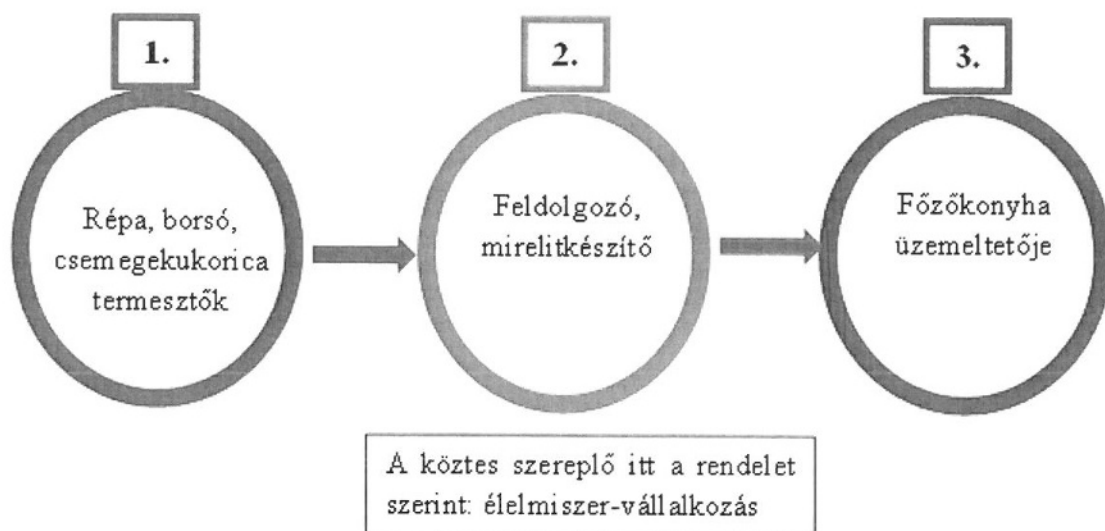 1.
2.
3.
Répa, borsó,
csemegekukorica
termesztők
Feldolgozó,
mirelitkészítő
Főzőkonyha
üzemeltetője
A köztes szereplő itt a rendelet
szerint: élelmiszer-vállalkozás